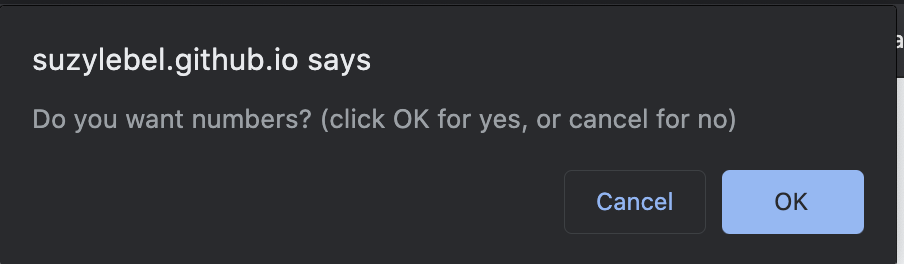 suzylebel.github.io says
Do you want numbers? (click OK for yes, or cancel for no)
Cancel
OK